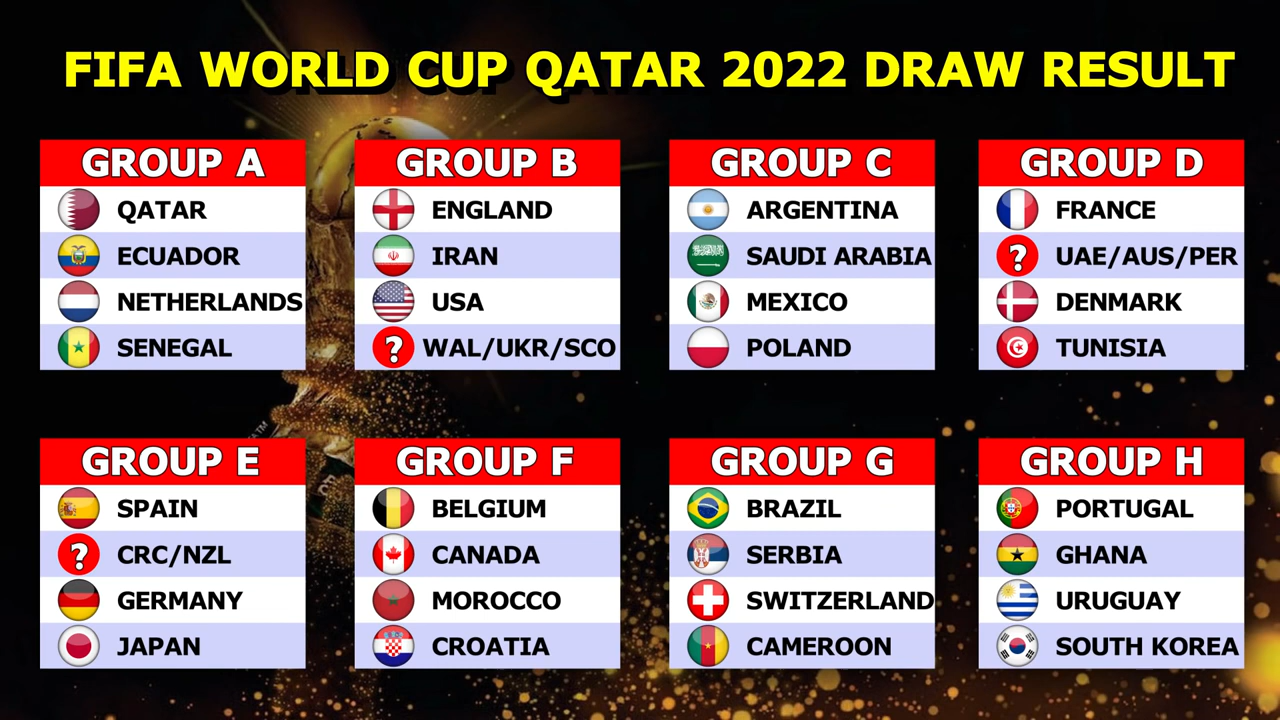 FIFA WORLD CUP QATAR 2022 DRAW RESULT
GROUP A
QATAR
ECUADOR
NETHERLANDS
SENEGAL
GROUP B
ENGLAND
IRAN
USA
? WAL/UKR/SCO
GROUP C
ARGENTINA
SAUDI ARABIA
MEXICO
POLAND
GROUP D
FRANCE
? UAE/AUS/PER
DENMARK
TUNISIA
GROUP E
SPAIN
? CRC/NZL
GERMANY
JAPAN
GROUP F
BELGIUM
CANADA
MOROCCO
CROATIA
GROUP G
BRAZIL
SERBIA
SWITZERLAND
CAMEROON
GROUP H
PORTUGAL
GHANA
URUGUAY
SOUTH KOREA